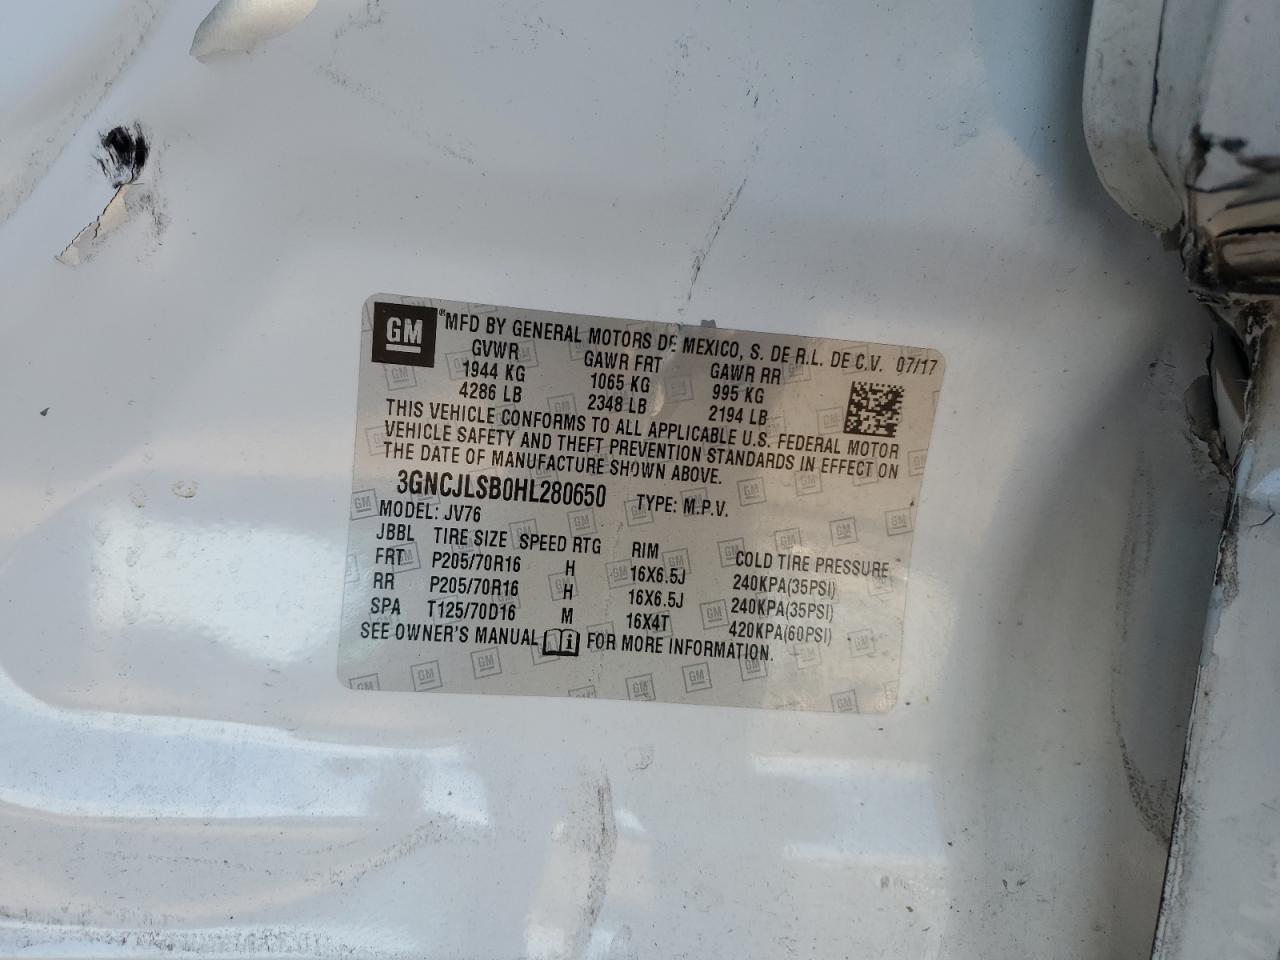 GM ® MFD BY GENERAL MOTORS DE MEXICO, S. DE R.L. DE C.V. 07/17
GVWR GAWR FRT GAWR RR
1944 KG 1065 KG 995 KG
4286 LB 2348 LB 2194 LB
THIS VEHICLE CONFORMS TO ALL APPLICABLE U.S. FEDERAL MOTOR
VEHICLE SAFETY AND THEFT PREVENTION STANDARDS IN EFFECT ON
THE DATE OF MANUFACTURE SHOWN ABOVE.
3GNCJLSB0HL280650 TYPE: M.P.V.
MODEL: JV76
JBBL TIRE SIZE SPEED RTG RIM COLD TIRE PRESSURE
FRT P205/70R16 H 16X6.5J 240KPA(35PSI)
RR P205/70R16 H 16X6.5J 240KPA(35PSI)
SPA T125/70D16 M 16X4T 420KPA(60PSI)
SEE OWNER'S MANUAL FOR MORE INFORMATION.